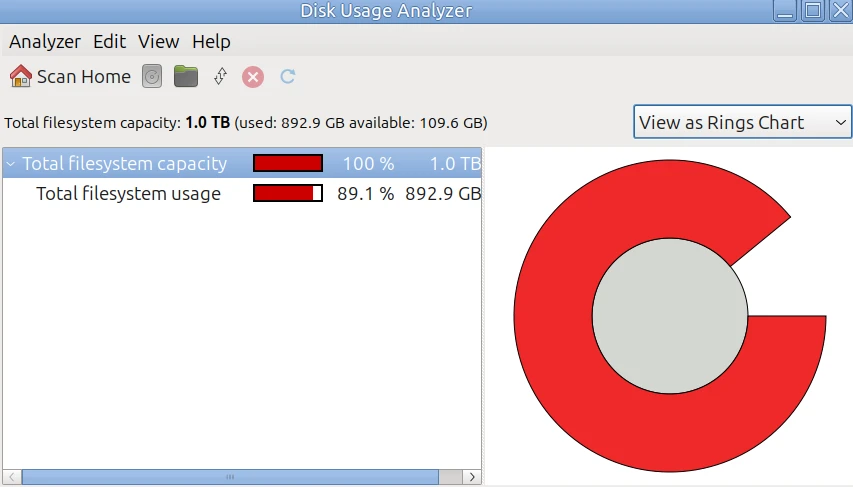 Disk Usage Analyzer
Analyzer Edit View Help
Scan Home
Total filesystem capacity: 1.0 TB (used: 892.9 GB available: 109.6 GB)
View as Rings Chart
Total filesystem capacity 100 % 1.0 TB
Total filesystem usage 89.1 % 892.9 GB